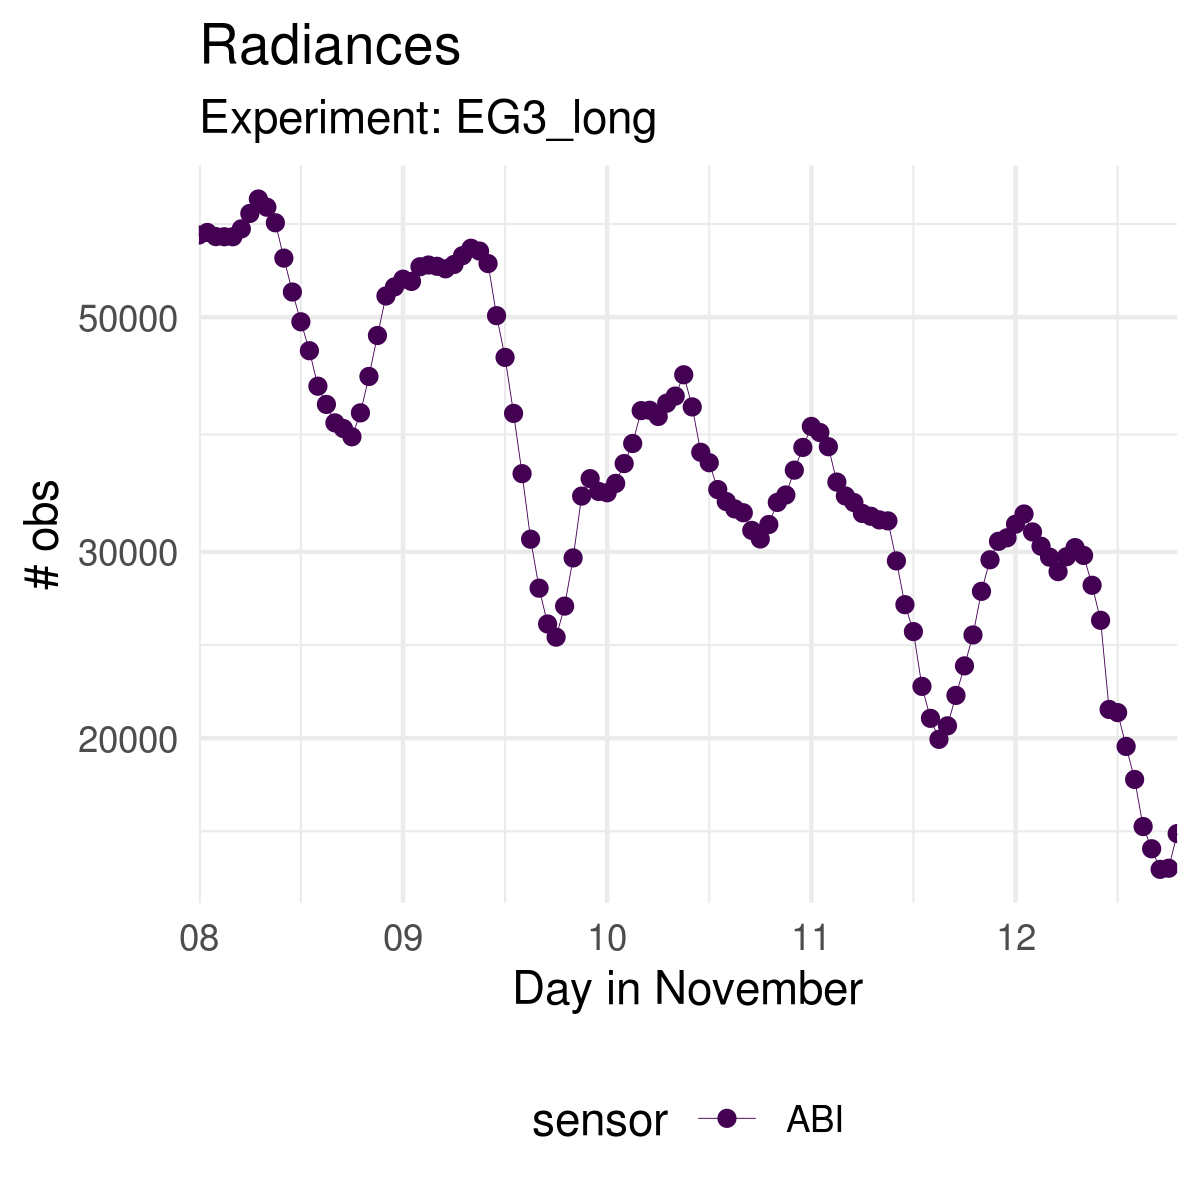 Radiances
Experiment: EG3_long
# obs
50000
30000
20000
08 09 10 11 12
Day in November
sensor ABI